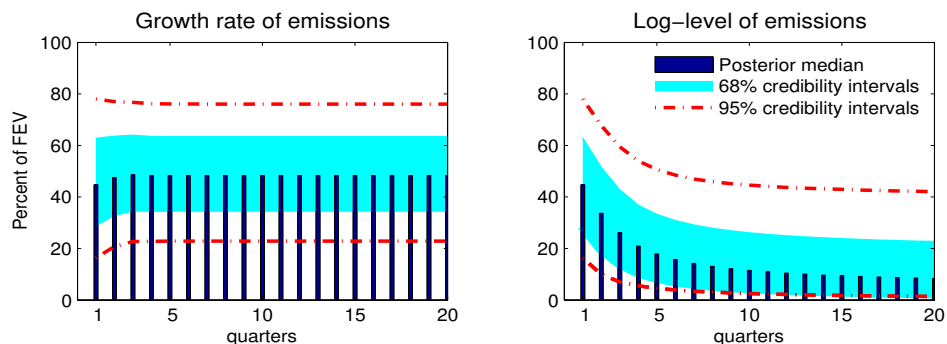 Growth rate of emissions
Percent of FEV
100
80
60
40
20
0
1 5 10 15 20
quarters
Log−level of emissions
Posterior median
68% credibility intervals
95% credibility intervals
100
80
60
40
20
0
1 5 10 15 20
quarters